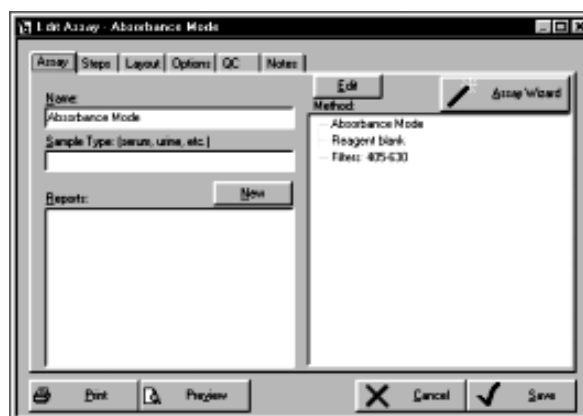 Edit Assay - Absorbance Mode
Assay Steps Layout Options QC Notes
Edit
Assay Wizard
Name:
Absorbance Mode
Sample Type: (serum, urine, etc.)
Reports:
New
Method:
Absorbance Mode
Reagent blank
Filters: 405-630
Print
Preview
Cancel
Save